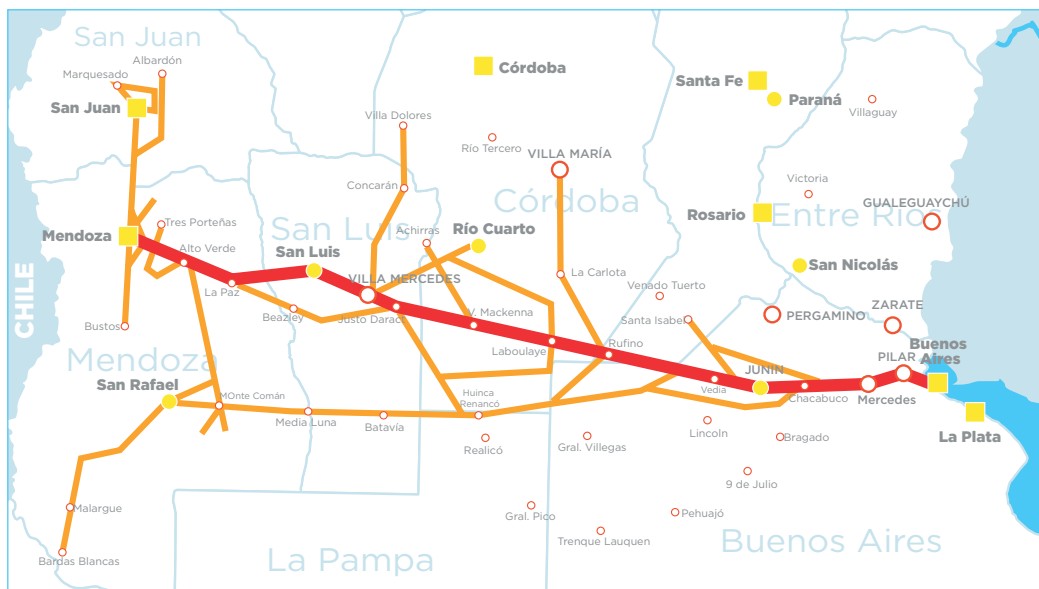 San Juan
Albardón
Marquesado
San Juan
Córdoba
Santa Fe
Paraná
Villaguay
Villa Dolores
Río Tercero
VILLA MARÍA
Concarán
Córdoba
Victoria
GUALEGUAYCHÚ
Rosario
Entre Rios
Tres Porteñas
San Luis
Achirras
Río Cuarto
Mendoza
Alto Verde
San Luis
San Nicolás
CHILE
La Paz
VILLA MERCEDES
La Carlota
Venado Tuerto
Beazley
Justo Daract
V. Mackenna
Santa Isabel
PERGAMINO
ZARATE
Bustos
Mendoza
Laboulaye
Rufino
Buenos
Aires
PILAR
San Rafael
JUNIN
Vedia
Chacabuco
Mercedes
MOnte Común
Huinca
Renancó
Media Luna
Batavía
La Plata
Realicó
Gral. Villegas
Lincoln
Bragado
9 de Julio
Malargue
Gral. Pico
Pehuajó
Trenque Lauquen
Buenos Aires
Bardas Blancas
La Pampa